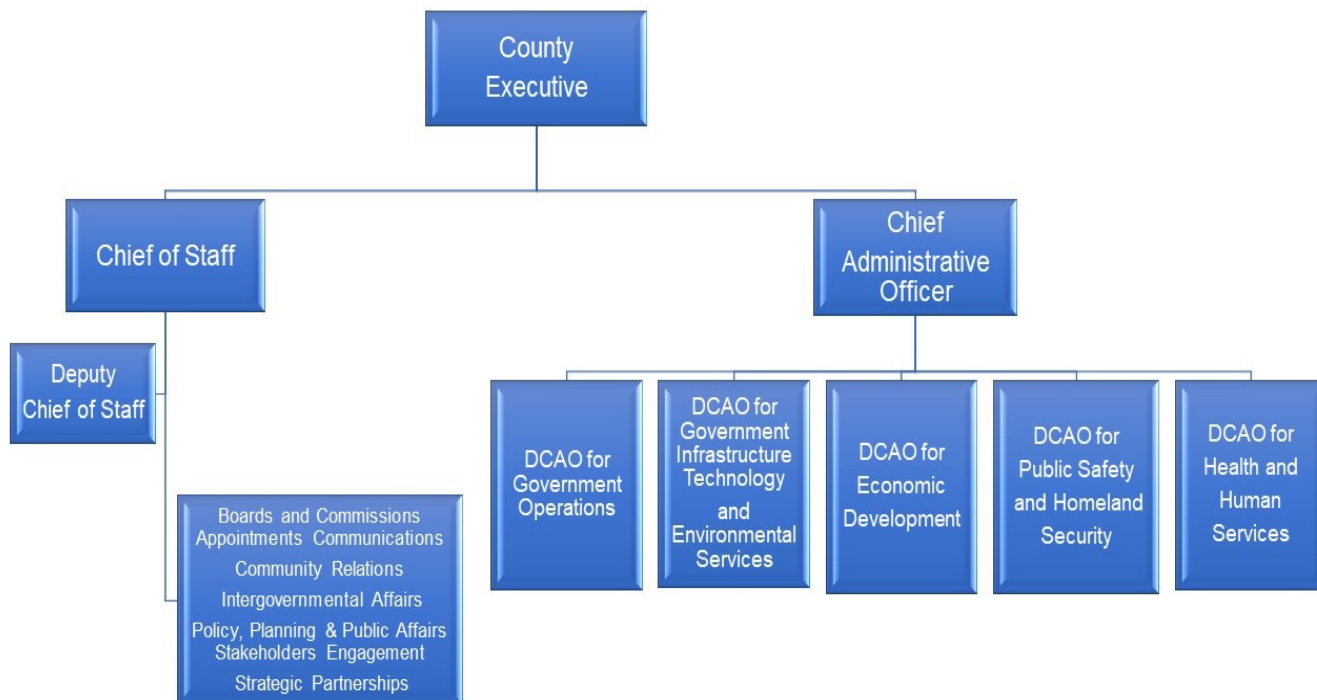 County
Executive
Chief of Staff
Chief
Administrative
Officer
Deputy
Chief of Staff
Boards and Commissions
Appointments Communications
Community Relations
Intergovernmental Affairs
Policy, Planning & Public Affairs
Stakeholders Engagement
Strategic Partnerships
DCAO for
Government
Operations
DCAO for
Government
Infrastructure
Technology
and
Environmental
Services
DCAO for
Economic
Development
DCAO for
Public Safety
and Homeland
Security
DCAO for
Health and
Human
Services